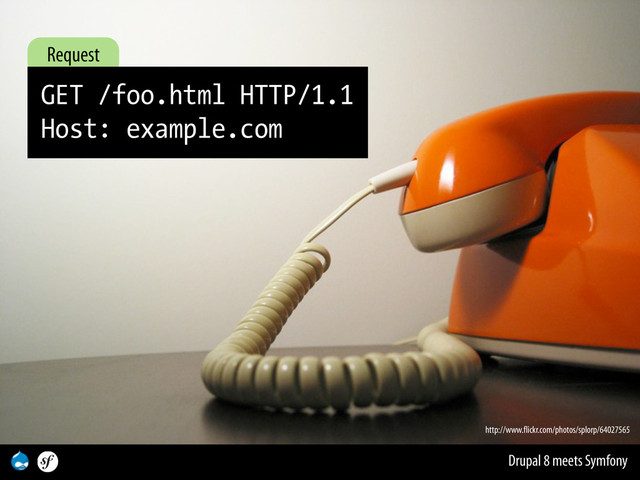 Request
GET /foo.html HTTP/1.1
Host: example.com
http://www.flickr.com/photos/splorp/64027565
sf
Drupal 8 meets Symfony